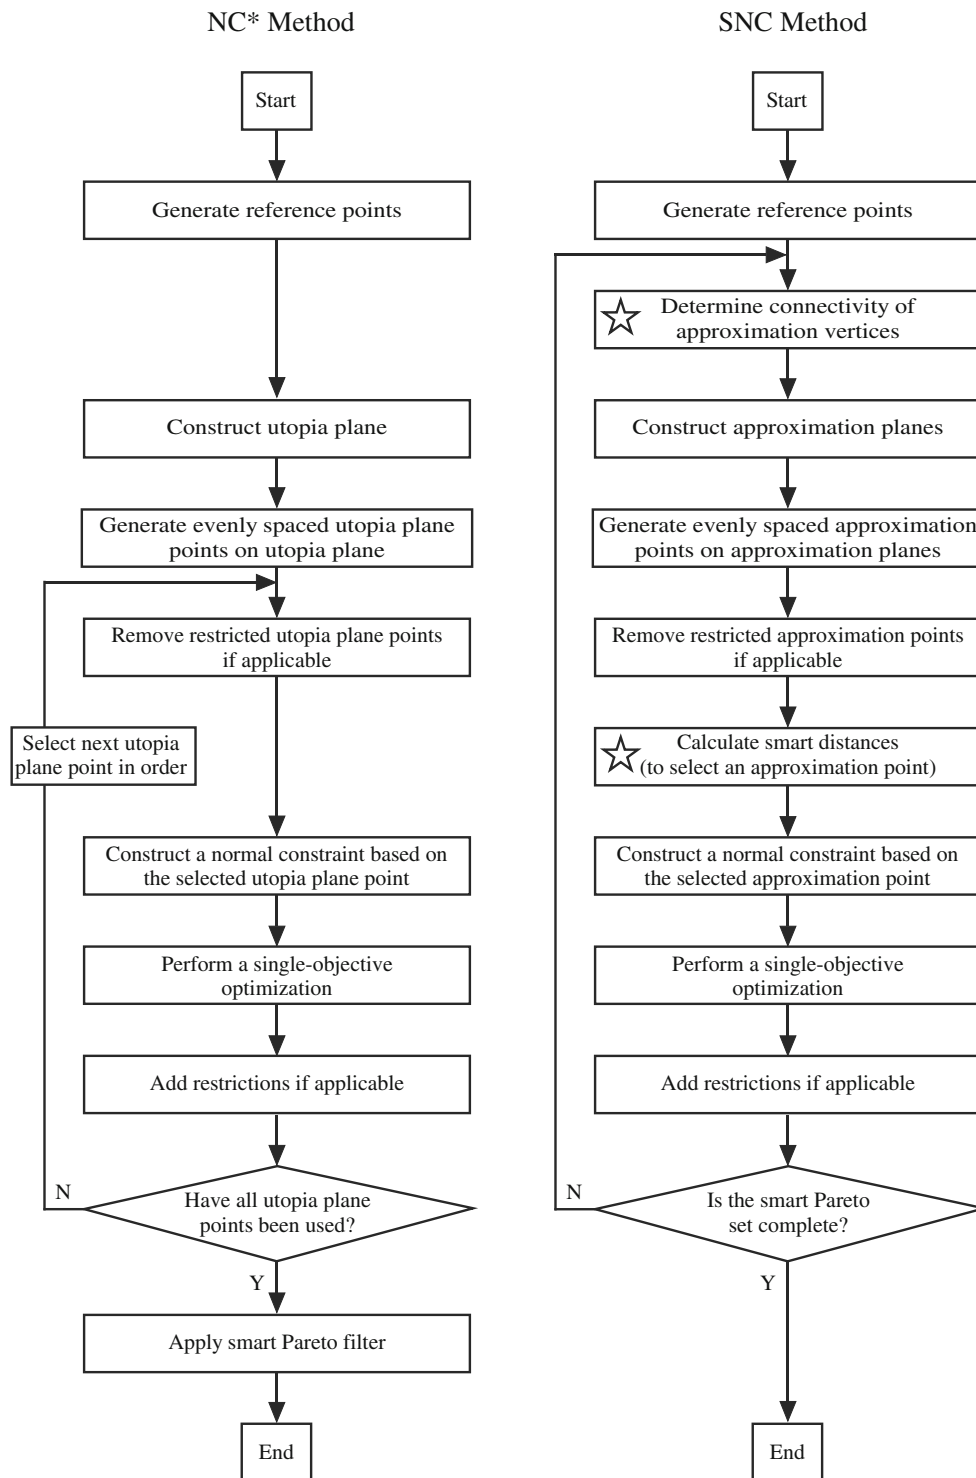 NC* Method
Start
Generate reference points
Construct utopia plane
Generate evenly spaced utopia plane
points on utopia plane
Remove restricted utopia plane points
if applicable
Select next utopia
plane point in order
Construct a normal constraint based on
the selected utopia plane point
Perform a single-objective
optimization
Add restrictions if applicable
Have all utopia plane
points been used?
N
Y
Apply smart Pareto filter
End
SNC Method
Start
Generate reference points
Determine connectivity of
approximation vertices
Construct approximation planes
Generate evenly spaced approximation
points on approximation planes
Remove restricted approximation points
if applicable
Calculate smart distances
(to select an approximation point)
Construct a normal constraint based on
the selected approximation point
Perform a single-objective
optimization
Add restrictions if applicable
Is the smart Pareto
set complete?
N
Y
End